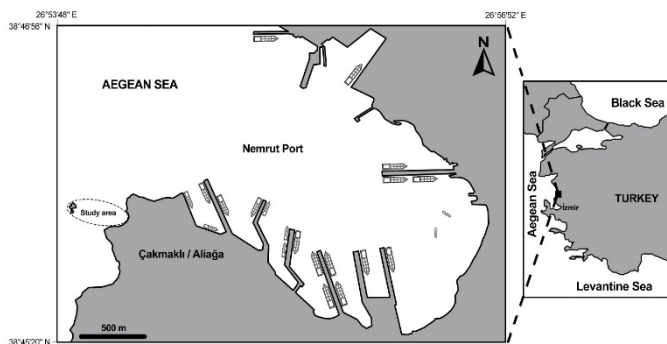 26°53'48" E
26°56'52" E
38°46'56" N
N
AEGEAN SEA
Nemrut Port
Study area
Çakmaklı / Aliağa
500 m
38°45'20" N
Black Sea
Aegean Sea
TURKEY
İzmir
Levantine Sea